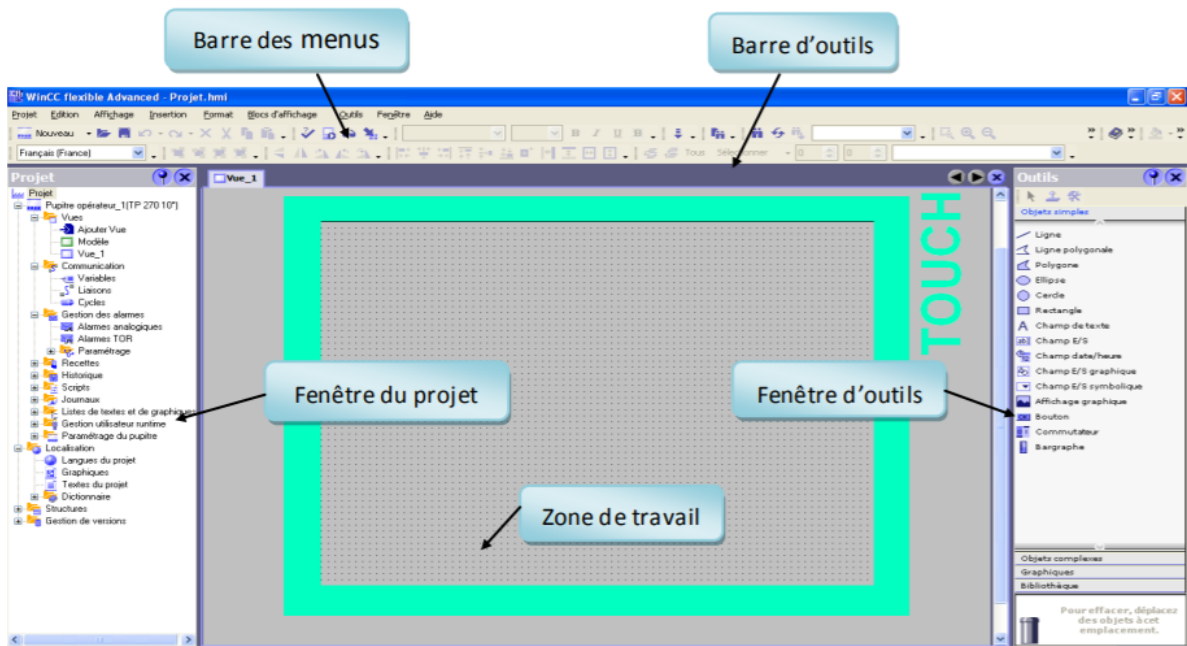 Barre des menus
Barre d'outils
WinCC flexible Advanced - Projet.hmi
Projet Edition Affichage Insertion Format Blocs d'affichage Outils Fenêtre Aide
Nouveau
Français (France)
Tous Sélectionner 0 0
Projet
Projet
Pupitre opérateur_1(TP 270 10")
Vues
Ajouter Vue
Modèle
Vue_1
Communication
Variables
Liaisons
Cycles
Gestion des alarmes
Alarmes analogiques
Alarmes TOR
Paramétrage
Recettes
Historique
Scripts
Journaux
Listes de textes et de graphiques
Gestion utilisateur runtime
Paramétrage du pupitre
Localisation
Langues du projet
Graphiques
Textes du projet
Dictionnaire
Structures
Gestion de versions
Vue_1
TOUCH
Fenêtre du projet
Fenêtre d'outils
Zone de travail
Outils
Objets simples
Ligne
Ligne polygonale
Polygone
Ellipse
Cercle
Rectangle
Champ de texte
Champ E/S
Champ date/heure
Champ E/S graphique
Champ E/S symbolique
Affichage graphique
Bouton
Commutateur
Bargraphe
Objets complexes
Graphiques
Bibliothèque
Pour effacer, déplacez
des objets à cet
emplacement.